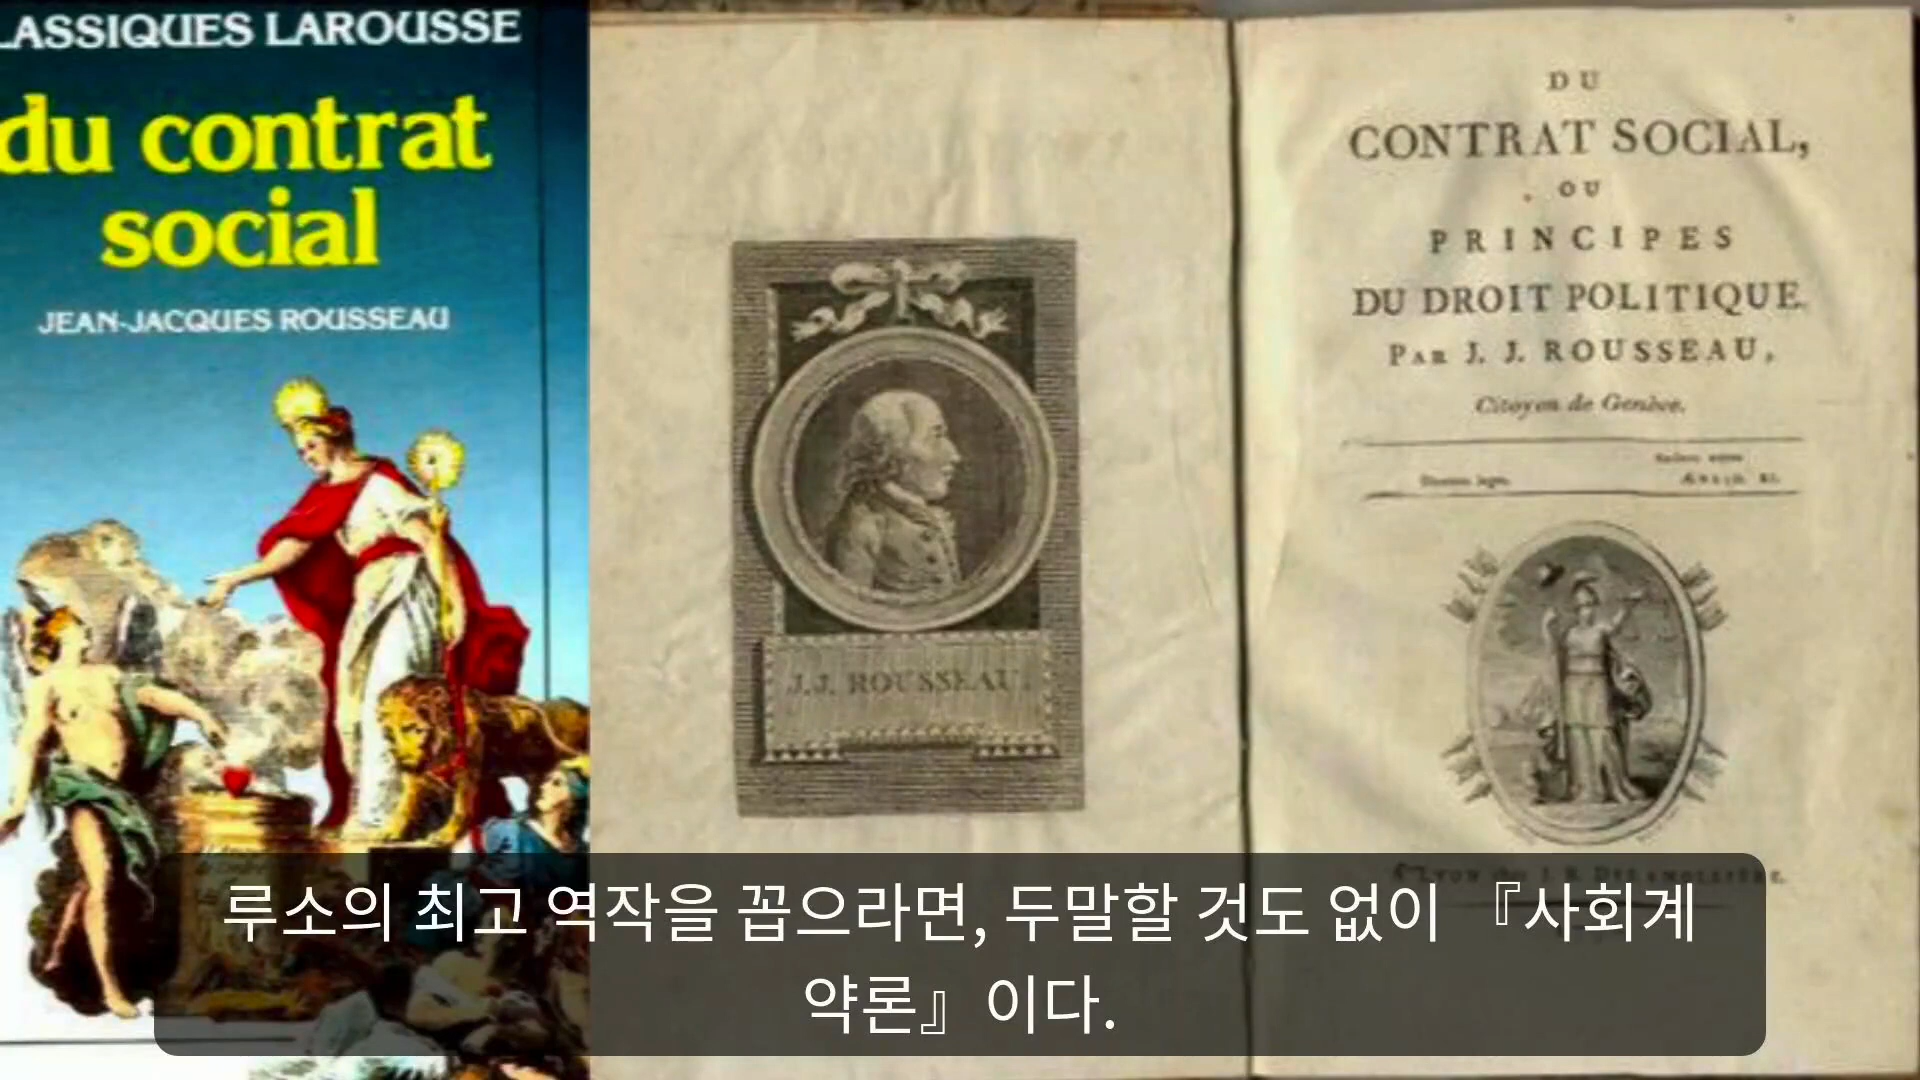 LASSIQUES LAROUSSE
du contrat
social
JEAN-JACQUES ROUSSEAU
J.J. ROUSSEAU.
DU
CONTRAT SOCIAL,
OU
PRINCIPES
DU DROIT POLITIQUE.
PAR J. J. ROUSSEAU,
Citoyen de Genève.
루소의 최고 역작을 꼽으라면, 두말할 것도 없이 『사회계
약론』이다.